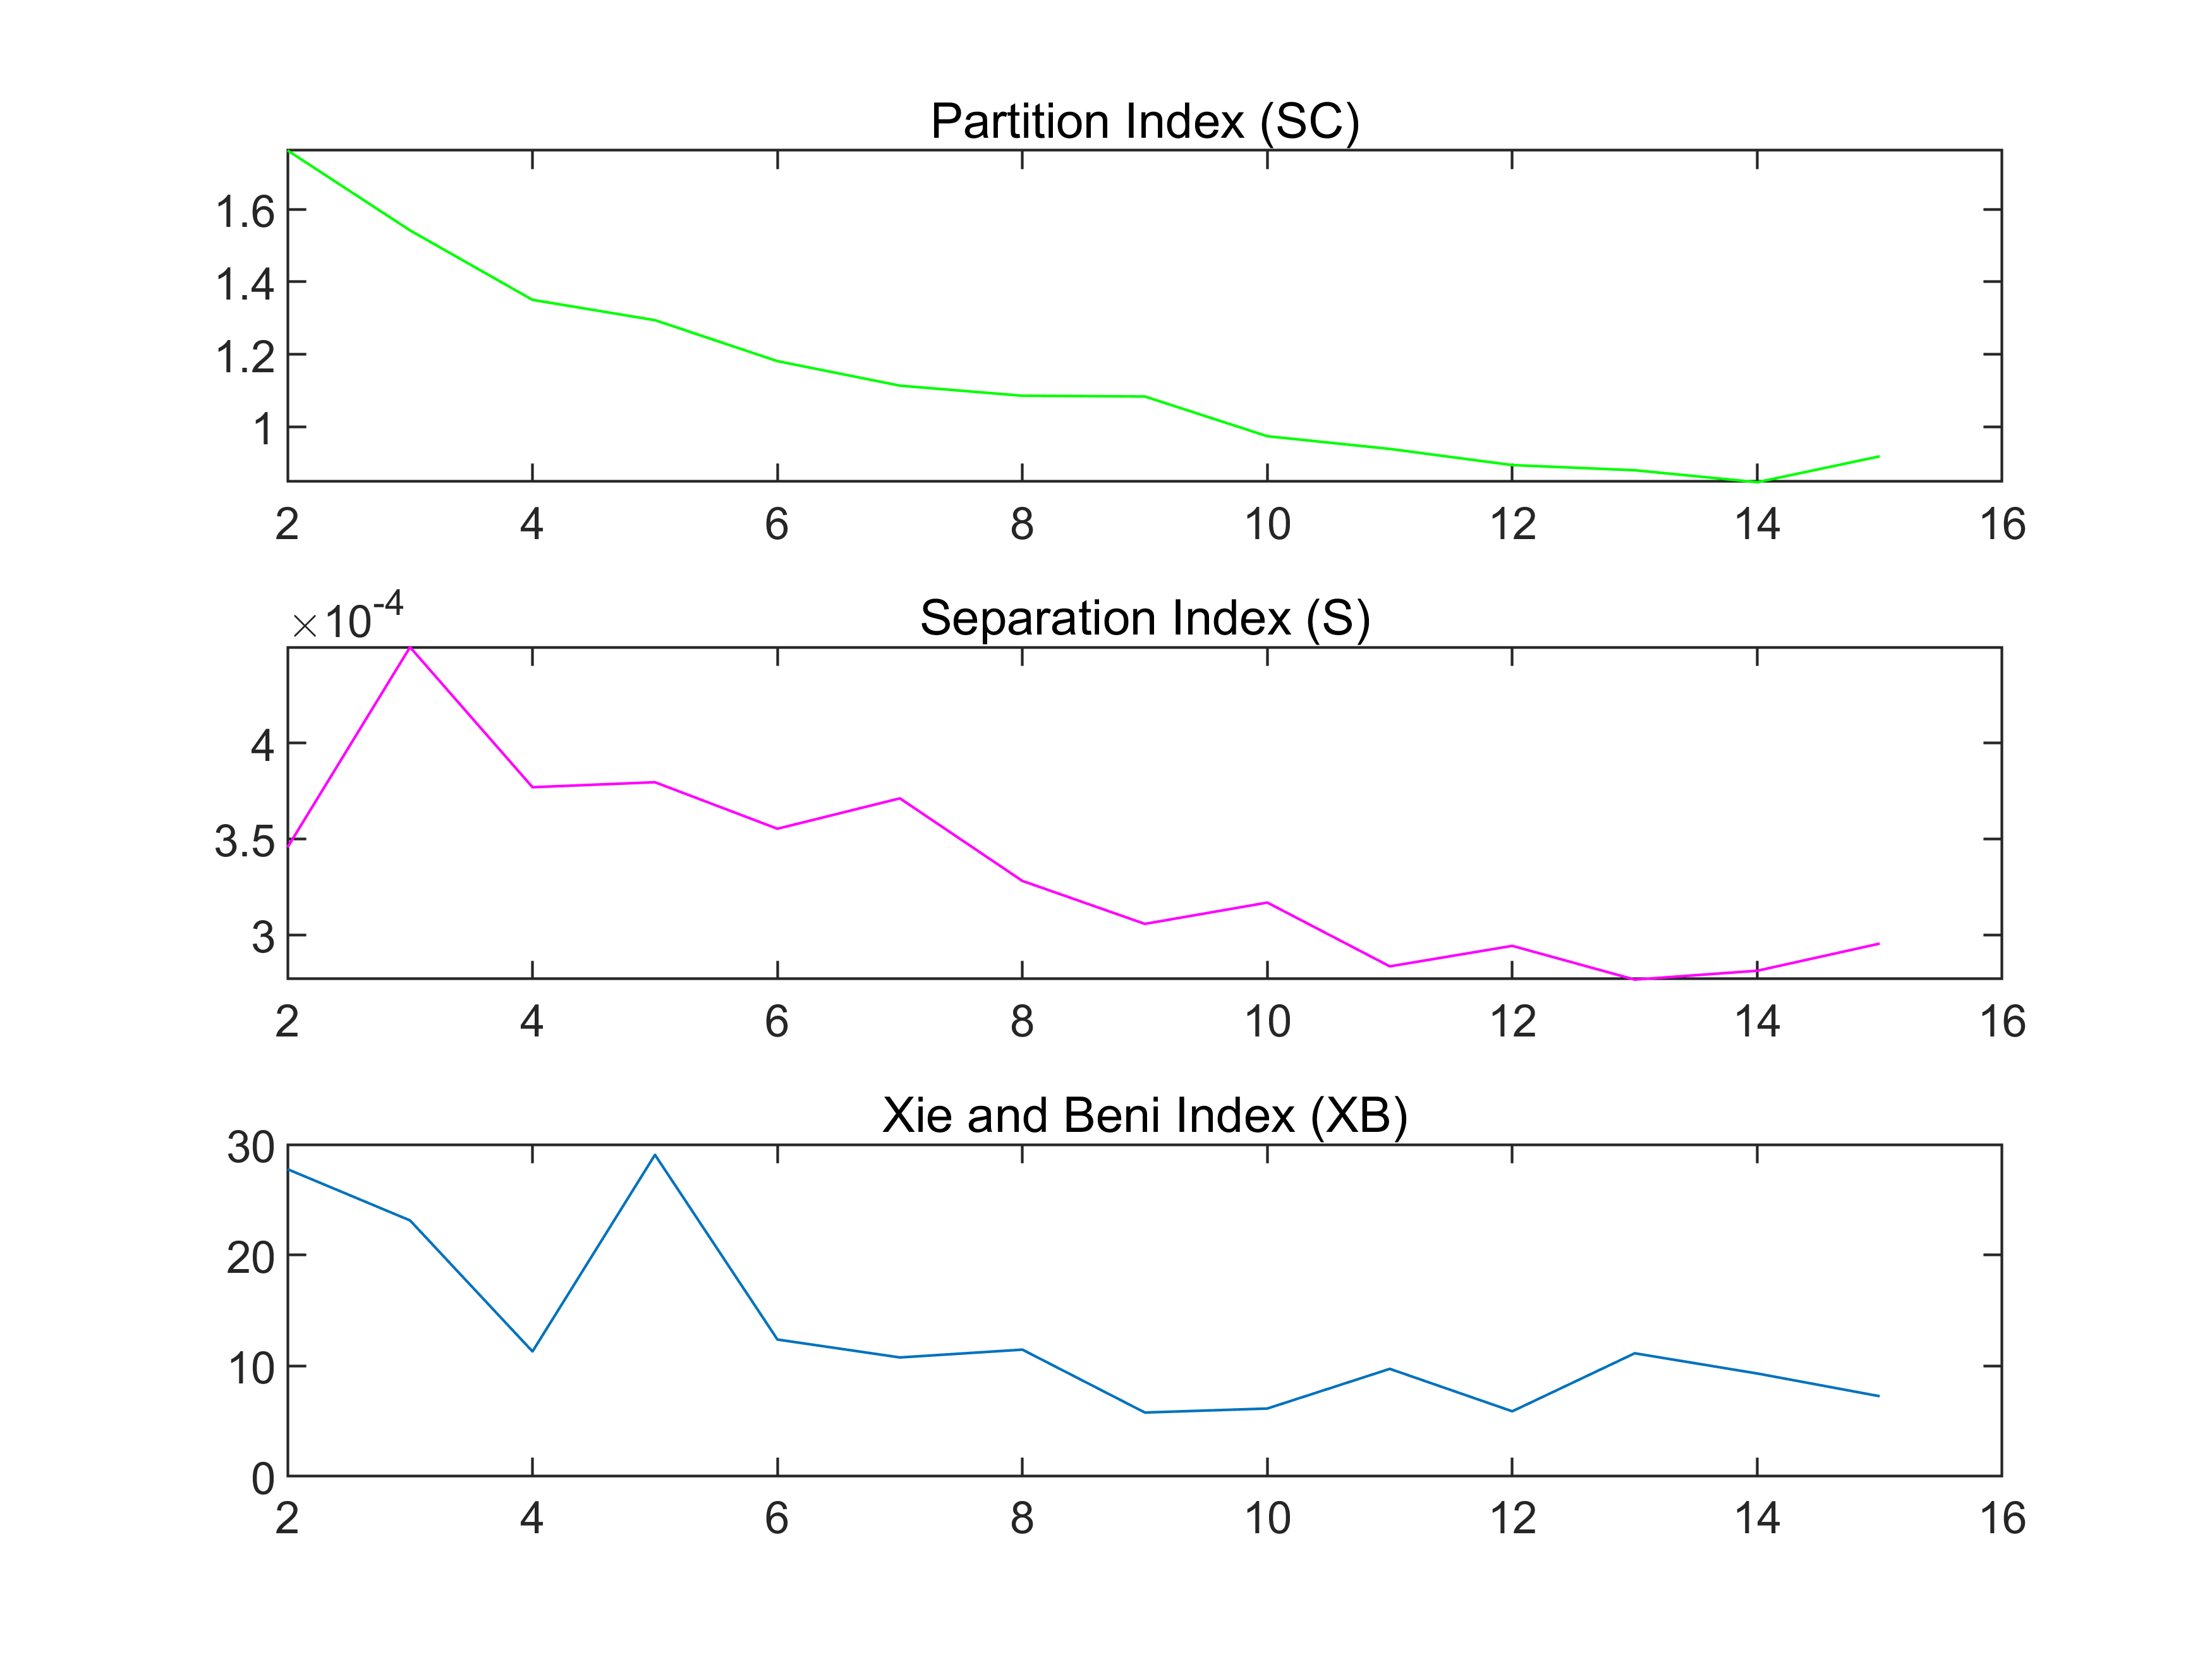 Partition Index (SC)
1.6
1.4
1.2
1
2 4 6 8 10 12 14 16
×10-4
Separation Index (S)
4
3.5
3
2 4 6 8 10 12 14 16
Xie and Beni Index (XB)
30
20
10
0
2 4 6 8 10 12 14 16